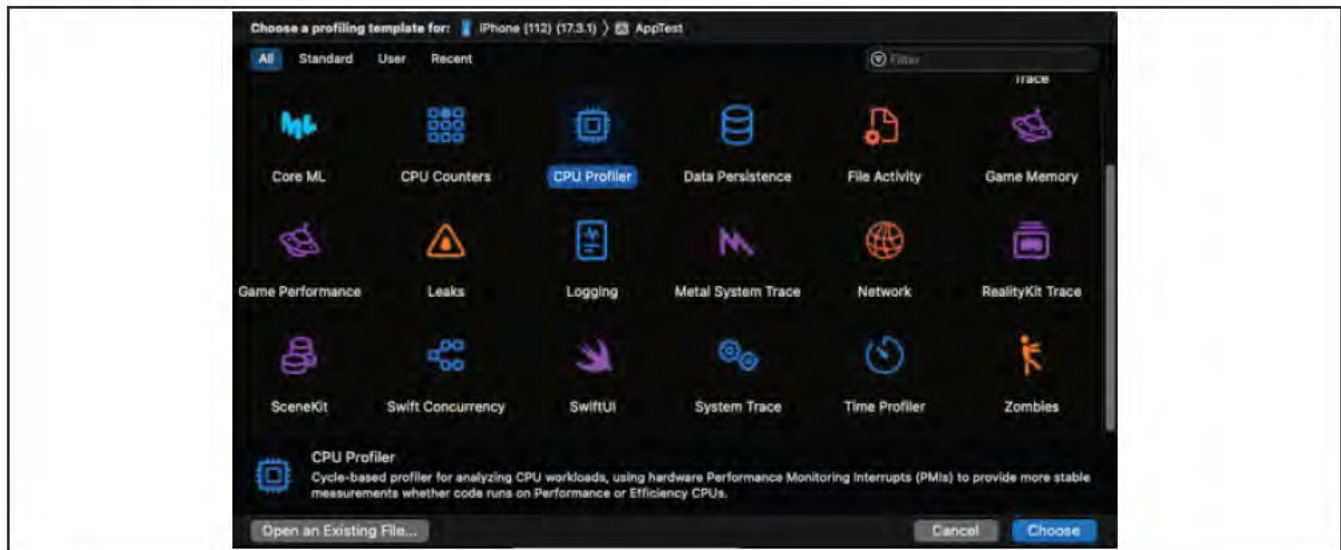 Choose a profiling template for: iPhone (112) (17.3.1) 〉 AppTest
All Standard User Recent Filter
Trace
Core ML CPU Counters CPU Profiler Data Persistence File Activity Game Memory
Game Performance Leaks Logging Metal System Trace Network RealityKit Trace
SceneKit Swift Concurrency SwiftUI System Trace Time Profiler Zombies
CPU Profiler
Cycle-based profiler for analyzing CPU workloads, using hardware Performance Monitoring Interrupts (PMIs) to provide more stable
measurements whether code runs on Performance or Efficiency CPUs.
Open an Existing File... Cancel Choose